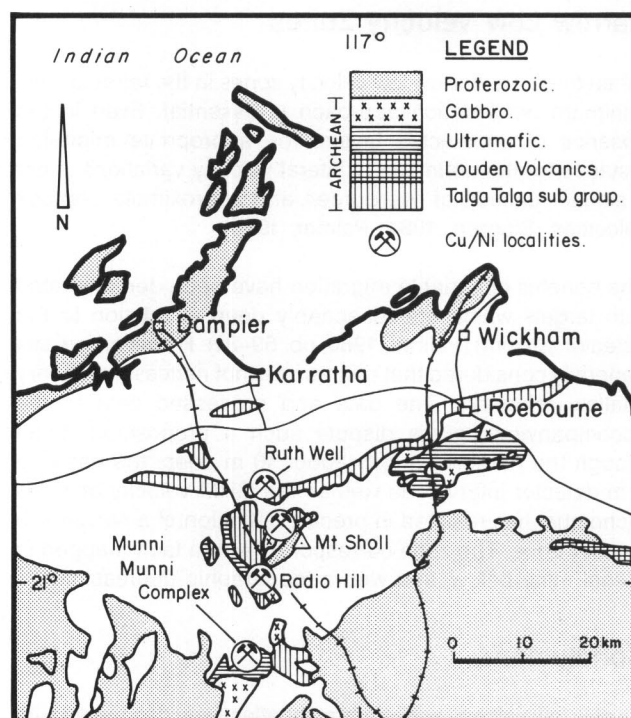 Indian Ocean
117°
LEGEND
Proterozoic.
Gabbro.
Ultramafic.
Louden Volcanics.
Talga Talga sub group.
ARCHEAN
Cu/Ni localities.
N
Dampier
Wickham
Karratha
Roebourne
Ruth Well
Mt. Sholl
Munni
Munni
Complex
Radio Hill
21°
0 10 20km